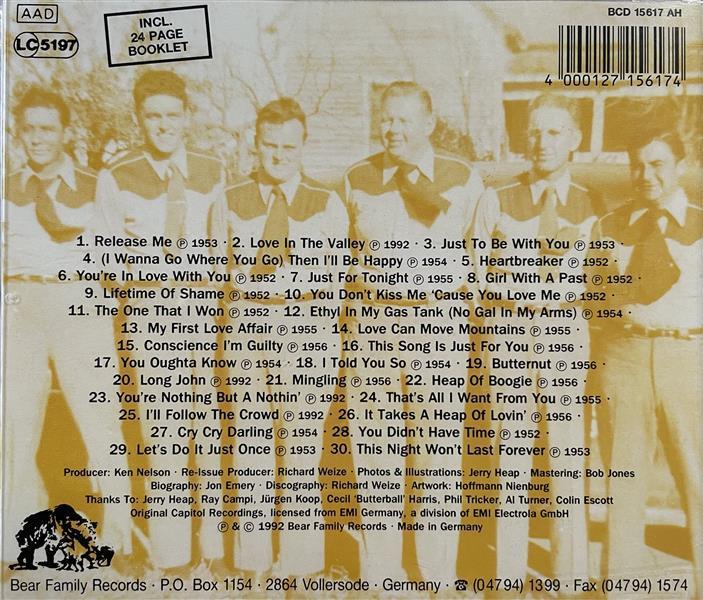 AAD
LC5197
INCL.
24 PAGE
BOOKLET
BCD 15617 AH
4 000127 156174
1. Release Me ℗ 1953 · 2. Love In The Valley ℗ 1992 · 3. Just To Be With You ℗ 1953 ·
4. (I Wanna Go Where You Go) Then I'll Be Happy ℗ 1954 · 5. Heartbreaker ℗ 1952 ·
6. You're In Love With You ℗ 1952 · 7. Just For Tonight ℗ 1955 · 8. Girl With A Past ℗ 1952 ·
9. Lifetime Of Shame ℗ 1952 · 10. You Don't Kiss Me 'Cause You Love Me ℗ 1952 ·
11. The One That I Won ℗ 1952 · 12. Ethyl In My Gas Tank (No Gal In My Arms) ℗ 1954 ·
13. My First Love Affair ℗ 1955 · 14. Love Can Move Mountains ℗ 1955 ·
15. Conscience I'm Guilty ℗ 1956 · 16. This Song Is Just For You ℗ 1956 ·
17. You Oughta Know ℗ 1954 · 18. I Told You So ℗ 1954 · 19. Butternut ℗ 1956 ·
20. Long John ℗ 1992 · 21. Mingling ℗ 1956 · 22. Heap Of Boogie ℗ 1956 ·
23. You're Nothing But A Nothin' ℗ 1992 · 24. That's All I Want From You ℗ 1955 ·
25. I'll Follow The Crowd ℗ 1992 · 26. It Takes A Heap Of Lovin' ℗ 1956 ·
27. Cry Cry Darling ℗ 1954 · 28. You Didn't Have Time ℗ 1952 ·
29. Let's Do It Just Once ℗ 1953 · 30. This Night Won't Last Forever ℗ 1953
Producer: Ken Nelson · Re-Issue Producer: Richard Weize · Photos & Illustrations: Jerry Heap · Mastering: Bob Jones
Biography: Jon Emery · Discography: Richard Weize · Artwork: Hoffmann Nienburg
Thanks To: Jerry Heap, Ray Campi, Jürgen Koop, Cecil 'Butterball' Harris, Phil Tricker, Al Turner, Colin Escott
Original Capitol Recordings, licensed from EMI Germany, a division of EMI Electrola GmbH
℗ & © 1992 Bear Family Records · Made in Germany
Bear Family Records · P.O. Box 1154 · 2864 Vollersode · Germany · ☎ (0 47 94) 13 99 · Fax (0 47 94) 15 74